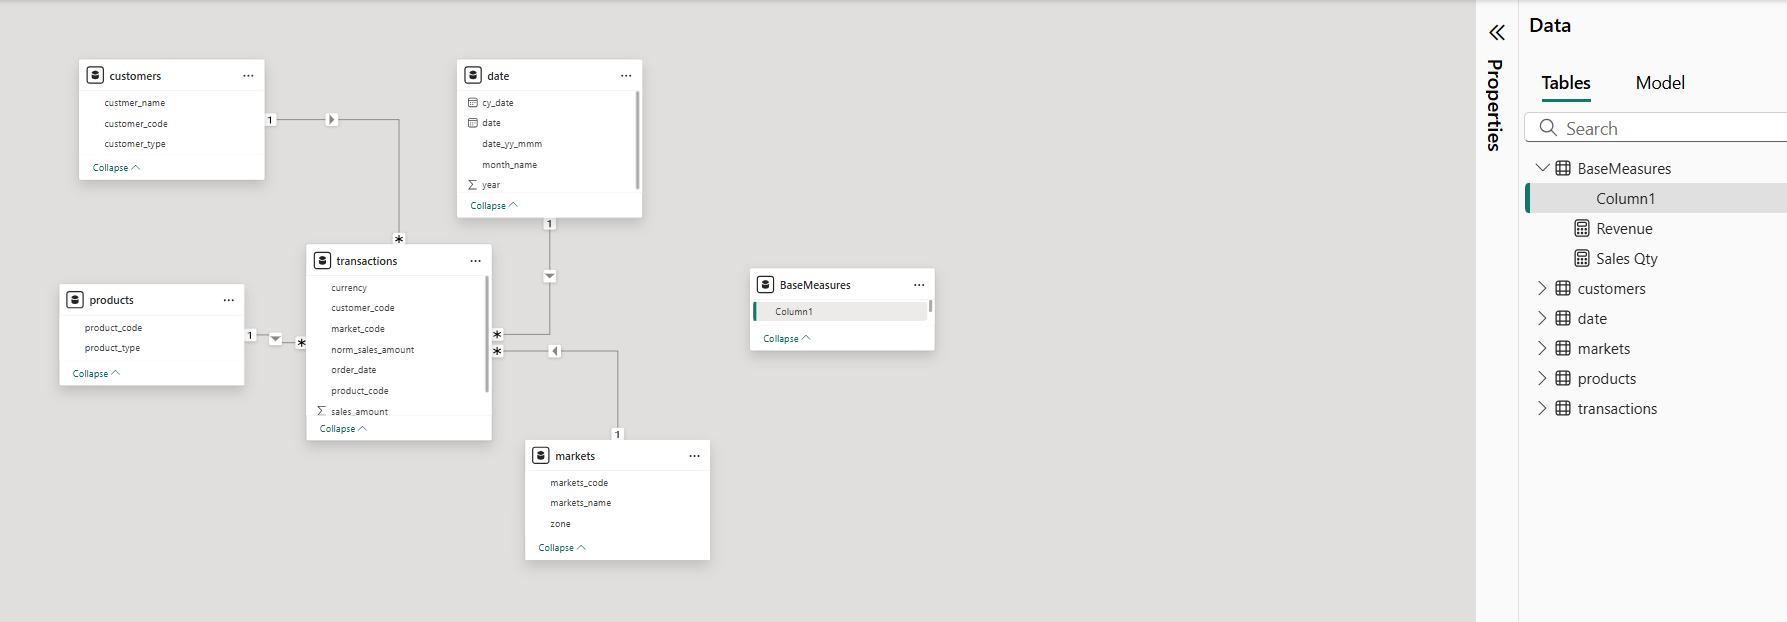 customers
custmer_name
customer_code
customer_type
Collapse
1
*
date
cy_date
date
date_yy_mmm
month_name
year
Collapse
1
*
products
product_code
product_type
Collapse
1
*
transactions
currency
customer_code
market_code
norm_sales_amount
order_date
product_code
sales_amount
Collapse
*
1
markets
markets_code
markets_name
zone
Collapse
BaseMeasures
Column1
Collapse
Properties
Data
Tables Model
Search
BaseMeasures
Column1
Revenue
Sales Qty
customers
date
markets
products
transactions